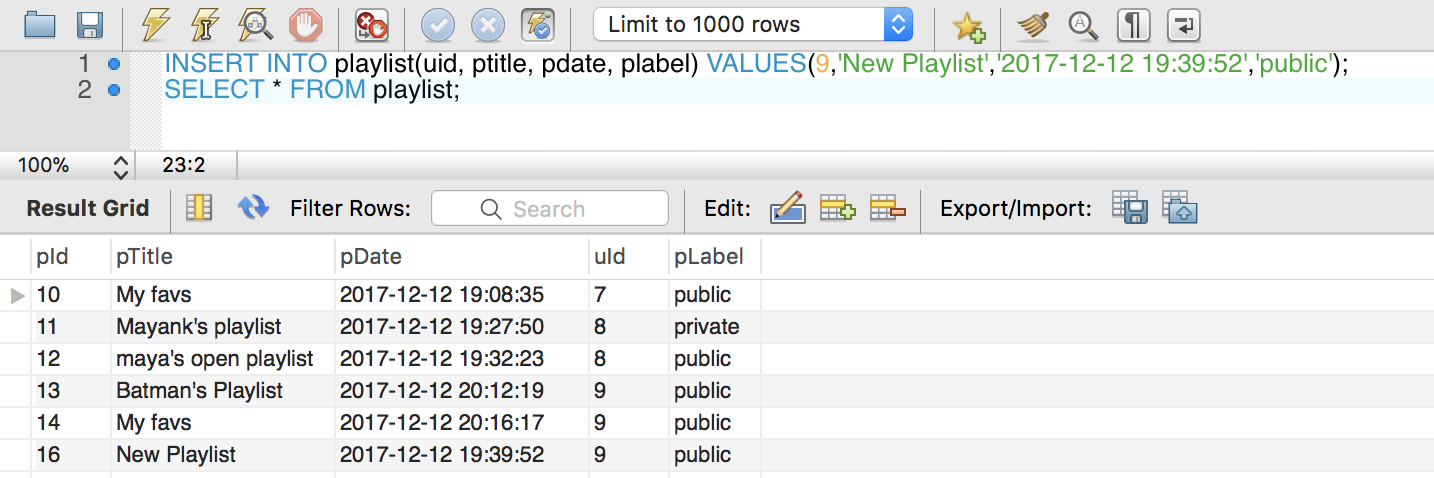 Limit to 1000 rows
1 INSERT INTO playlist(uid, ptitle, pdate, plabel) VALUES(9,'New Playlist','2017-12-12 19:39:52','public');
2 SELECT * FROM playlist;
100% 23:2
Result Grid Filter Rows: Search Edit: Export/Import:
pId pTitle pDate uId pLabel
10 My favs 2017-12-12 19:08:35 7 public
11 Mayank's playlist 2017-12-12 19:27:50 8 private
12 maya's open playlist 2017-12-12 19:32:23 8 public
13 Batman's Playlist 2017-12-12 20:12:19 9 public
14 My favs 2017-12-12 20:16:17 9 public
16 New Playlist 2017-12-12 19:39:52 9 public